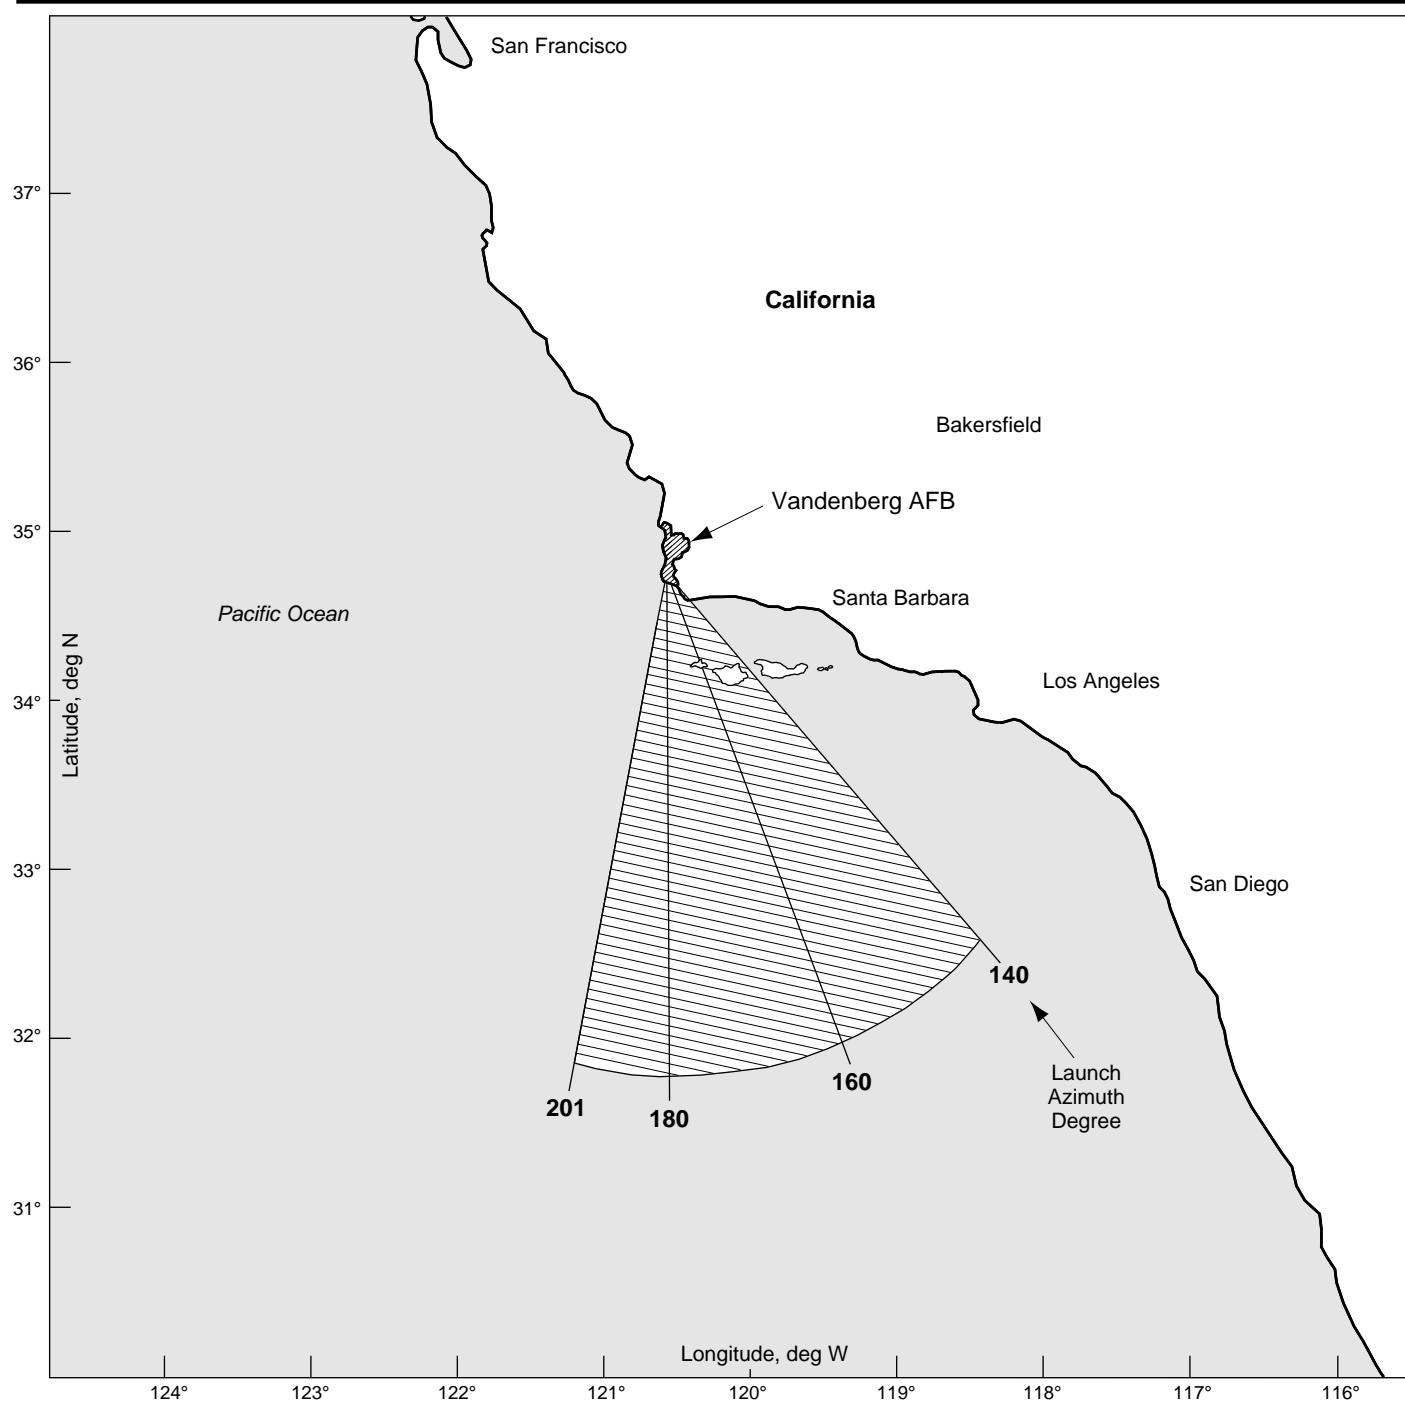 San Francisco
37°
California
36°
Bakersfield
Vandenberg AFB
35°
Santa Barbara
Pacific Ocean
Los Angeles
34°
Latitude, deg N
33°
San Diego
140
32°
Launch
Azimuth
Degree
160
201
180
31°
Longitude, deg W
124°
123°
122°
121°
120°
119°
118°
117°
116°